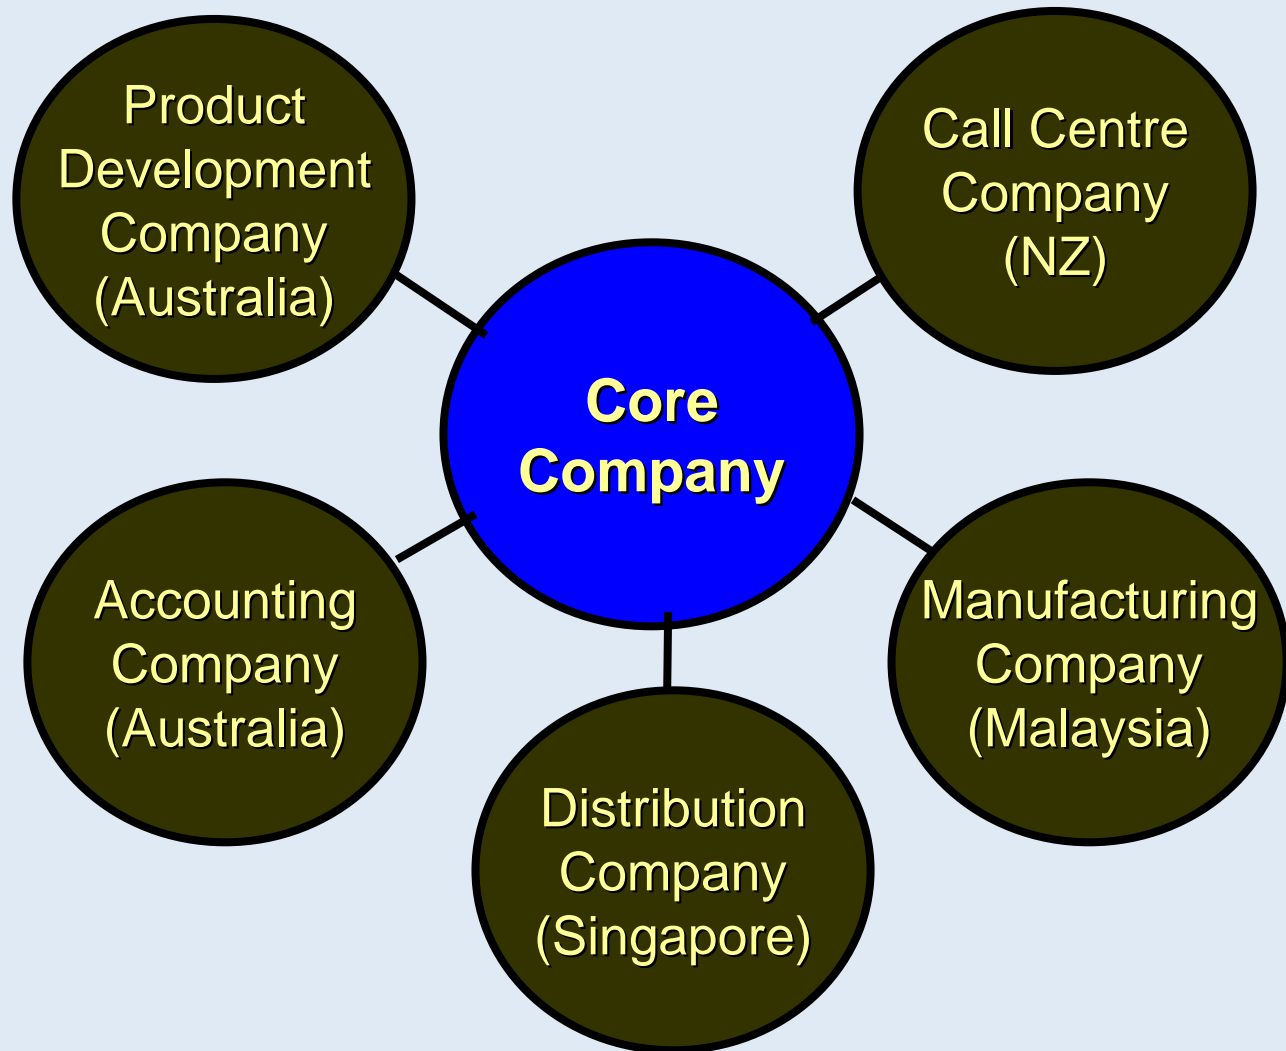 Product
Development
Company
(Australia)
Call Centre
Company
(NZ)
Core
Company
Accounting
Company
(Australia)
Manufacturing
Company
(Malaysia)
Distribution
Company
(Singapore)